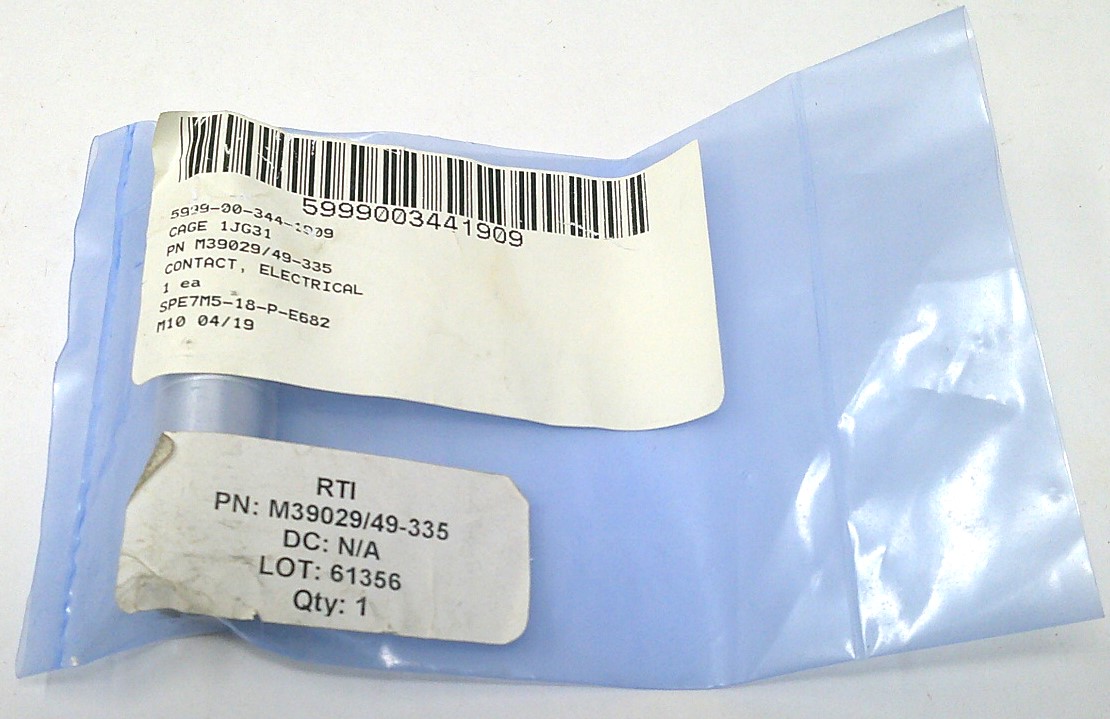 5999003441909
5999-00-344-1909
CAGE 1JG31
PN M39029/49-335
CONTACT, ELECTRICAL
1 ea
SPE7M5-18-P-E682
M10 04/19
RTI
PN: M39029/49-335
DC: N/A
LOT: 61356
Qty: 1